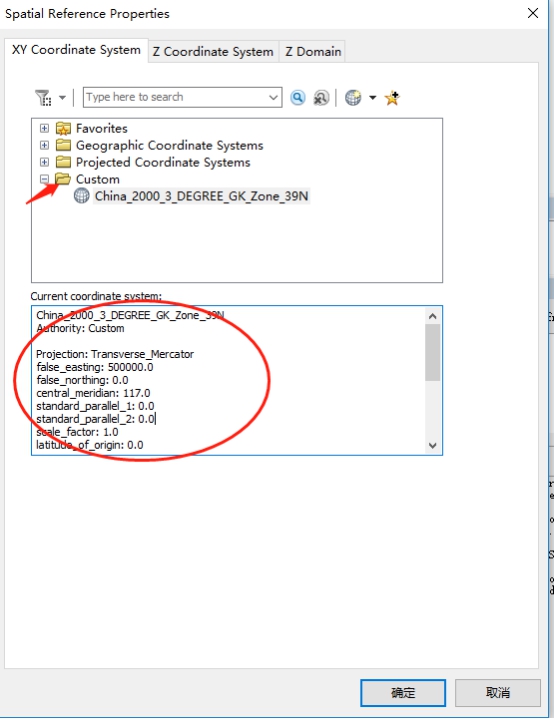 Spatial Reference Properties
XY Coordinate System
Z Coordinate System
Z Domain
Type here to search
Favorites
Geographic Coordinate Systems
Projected Coordinate Systems
Custom
China_2000_3_DEGREE_GK_Zone_39N
Current coordinate system:
China_2000_3_DEGREE_GK_Zone_39N
Authority: Custom
Projection: Transverse_Mercator
false_easting: 500000.0
false_northing: 0.0
central_meridian: 117.0
standard_parallel_1: 0.0
standard_parallel_2: 0.0
scale_factor: 1.0
latitude_of_origin: 0.0
确定
取消